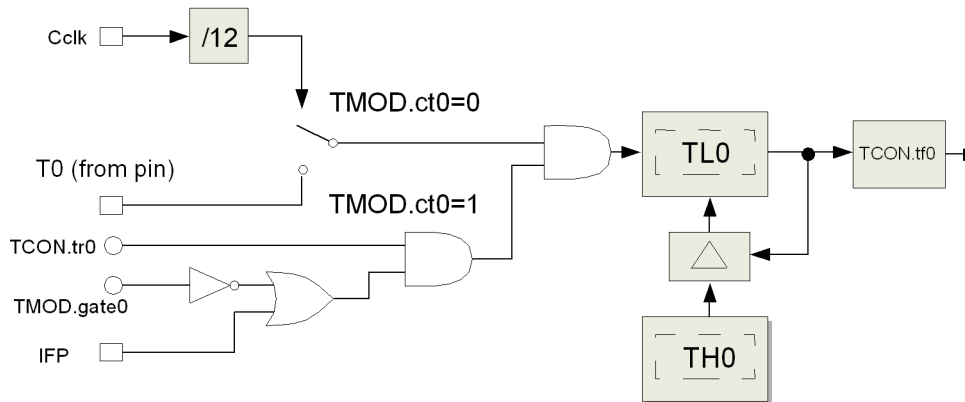 Cclk
/12
TMOD.ct0=0
T0 (from pin)
TL0
TCON.tf0
TMOD.ct0=1
TCON.tr0
TMOD.gate0
IFP
TH0